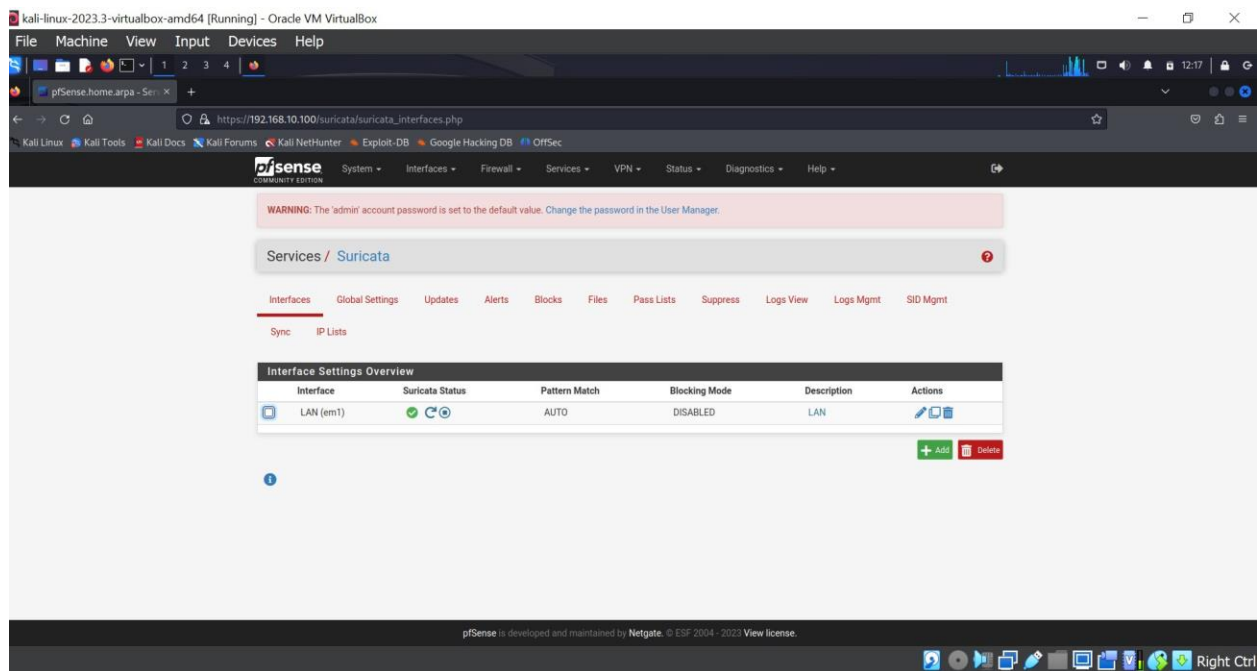 kali-linux-2023.3-virtualbox-amd64 [Running] - Oracle VM VirtualBox
File Machine View Input Devices Help
1 2 3 4
12:17
pfSense.home.arpa - Ser
https://192.168.10.100/suricata/suricata_interfaces.php
Kali Linux Kali Tools Kali Docs Kali Forums Kali NetHunter Exploit-DB Google Hacking DB OffSec
pfsense System Interfaces Firewall Services VPN Status Diagnostics Help
COMMUNITY EDITION
WARNING: The 'admin' account password is set to the default value. Change the password in the User Manager.
Services / Suricata
Interfaces Global Settings Updates Alerts Blocks Files Pass Lists Suppress Logs View Logs Mgmt SID Mgmt
Sync IP Lists
Interface Settings Overview
Interface Suricata Status Pattern Match Blocking Mode Description Actions
LAN (em1) AUTO DISABLED LAN
Add Delete
pfSense is developed and maintained by Netgate. © ESF 2004 - 2023 View license.
Right Ctrl